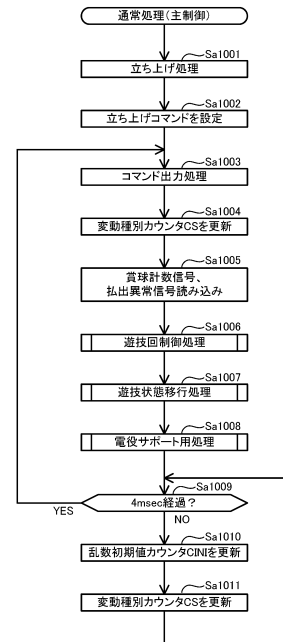 通常処理(主制御)
Sa1001
立ち上げ処理
Sa1002
立ち上げコマンドを設定
Sa1003
コマンド出力処理
Sa1004
変動種別カウンタCSを更新
Sa1005
賞球計数信号、
払出異常信号読み込み
Sa1006
遊技回制御処理
Sa1007
遊技状態移行処理
Sa1008
電役サポート用処理
Sa1009
4msec経過？
YES
NO
Sa1010
乱数初期値カウンタCINIを更新
Sa1011
変動種別カウンタCSを更新